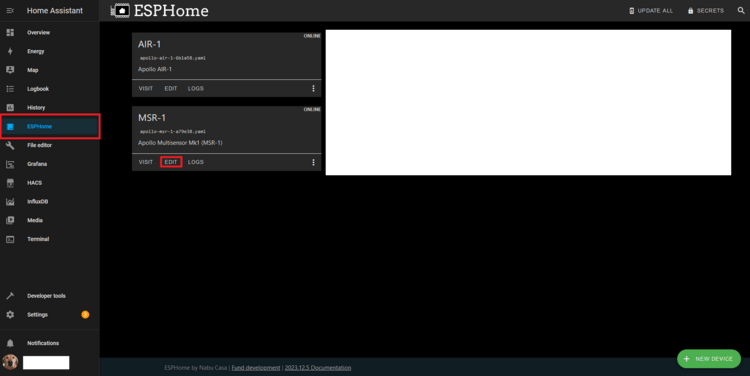 Home Assistant
ESPHome
UPDATE ALL
SECRETS
Overview
Energy
Map
Logbook
History
ESPHome
File editor
Grafana
HACS
InfluxDB
Media
Terminal
Developer tools
Settings
Notifications
ONLINE
AIR-1
apollo-air-1-6b1a58.yaml
Apollo AIR-1
VISIT EDIT LOGS
ONLINE
MSR-1
apollo-msr-1-a79e38.yaml
Apollo Multisensor Mk1 (MSR-1)
VISIT EDIT LOGS
+ NEW DEVICE
ESPHome by Nabu Casa | Fund development | 2023.12.5 Documentation